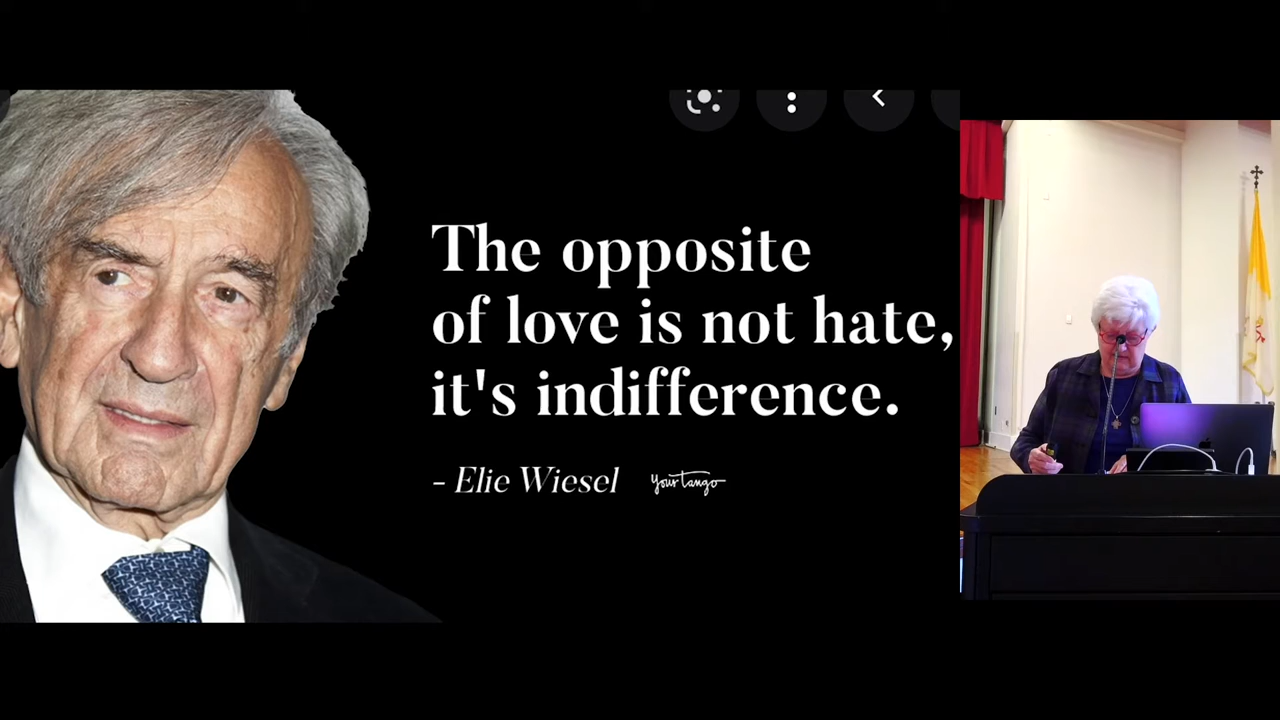 The opposite
of love is not hate,
it's indifference.
- Elie Wiesel yourtango